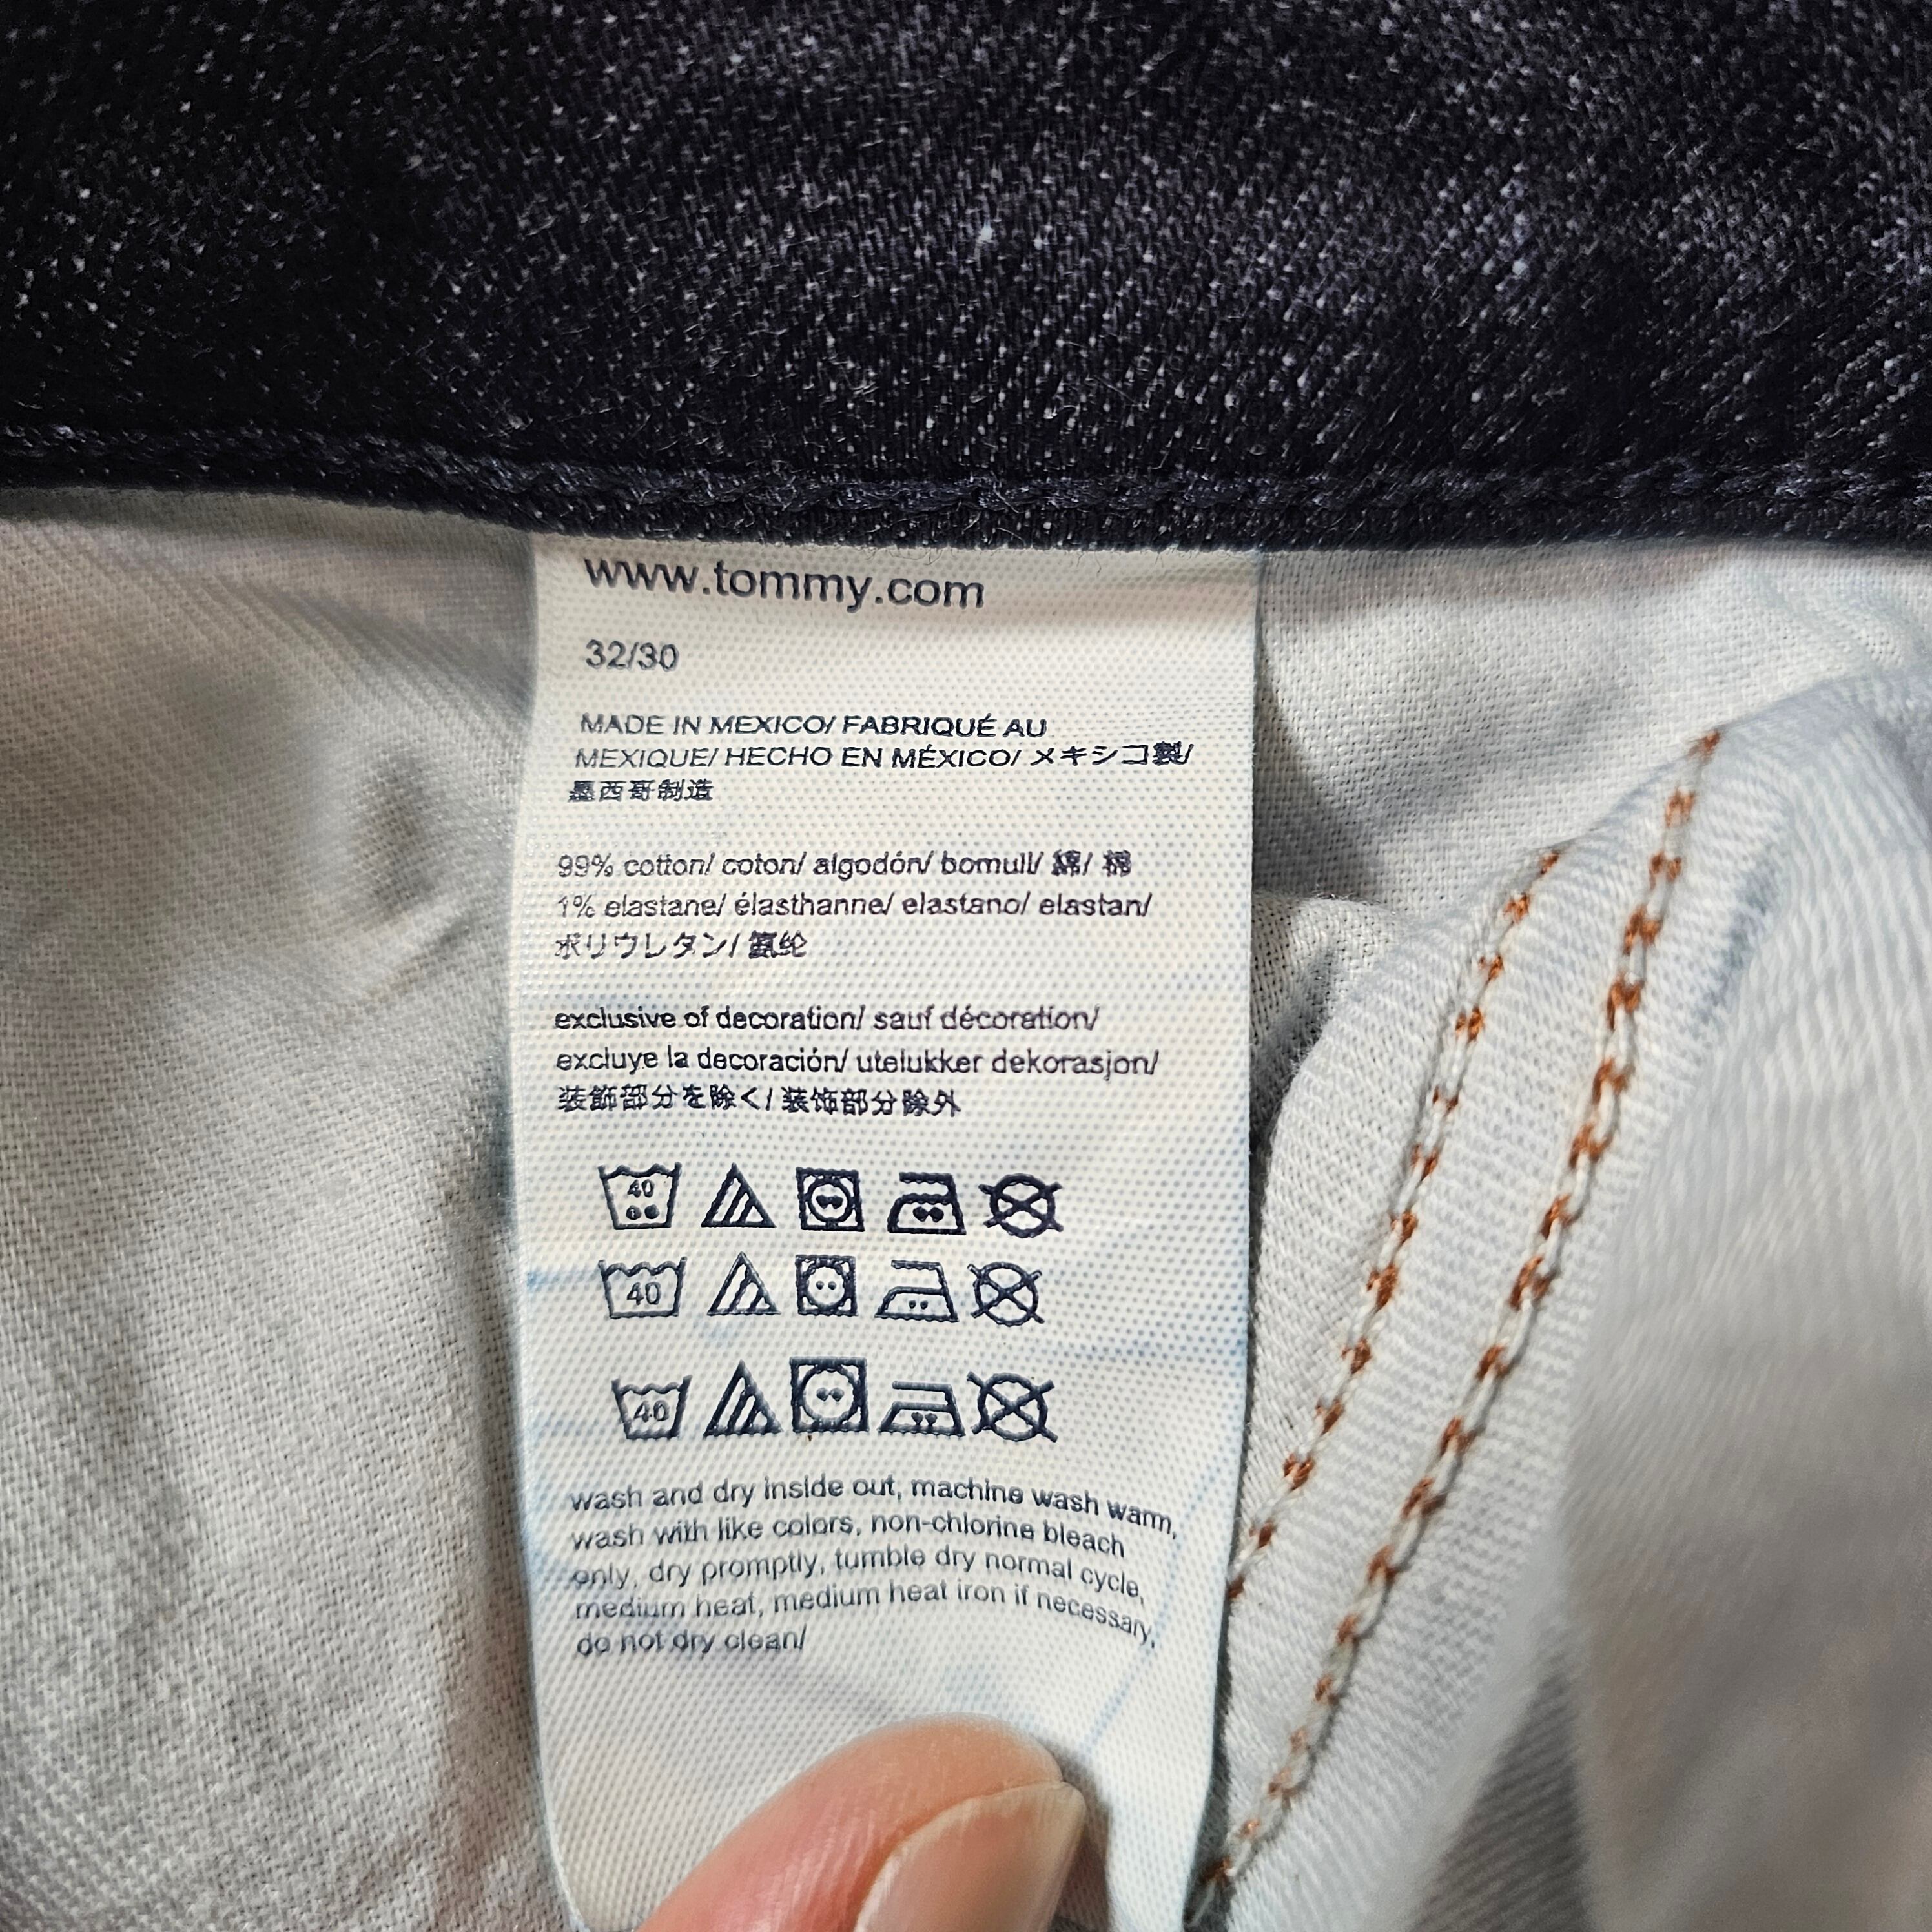 www.tommy.com
32/30
MADE IN MEXICO/ FABRIQUÉ AU
MEXIQUE/ HECHO EN MÉXICO/ メキシコ製/
墨西哥制造
99% cotton/ coton/ algodón/ bomull/ 綿/ 棉
1% elastane/ élasthanne/ elastano/ elastan/
ポリウレタン/ 氨纶
exclusive of decoration/ sauf décoration/
excluye la decoración/ utelukker dekorasjon/
装飾部分を除く/ 装饰部分除外
40
40
40
wash and dry inside out, machine wash warm,
wash with like colors, non-chlorine bleach
only, dry promptly, tumble dry normal cycle,
medium heat, medium heat iron if necessary,
do not dry clean/